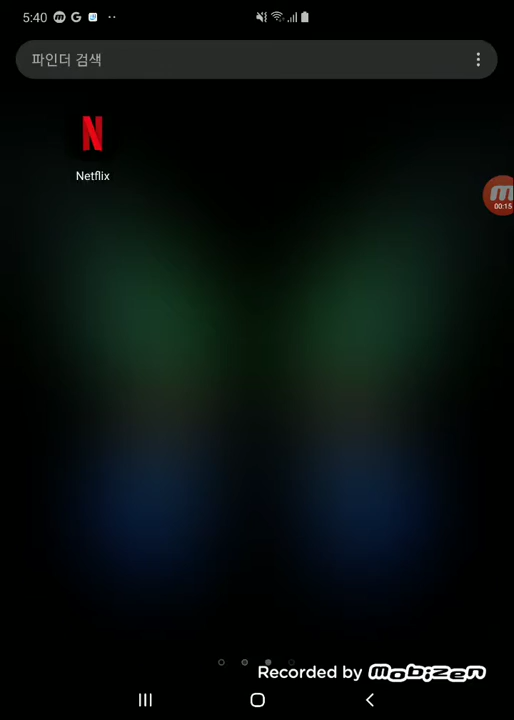 5:40
파인더 검색
N
Netflix
00:15
Recorded by mobizen